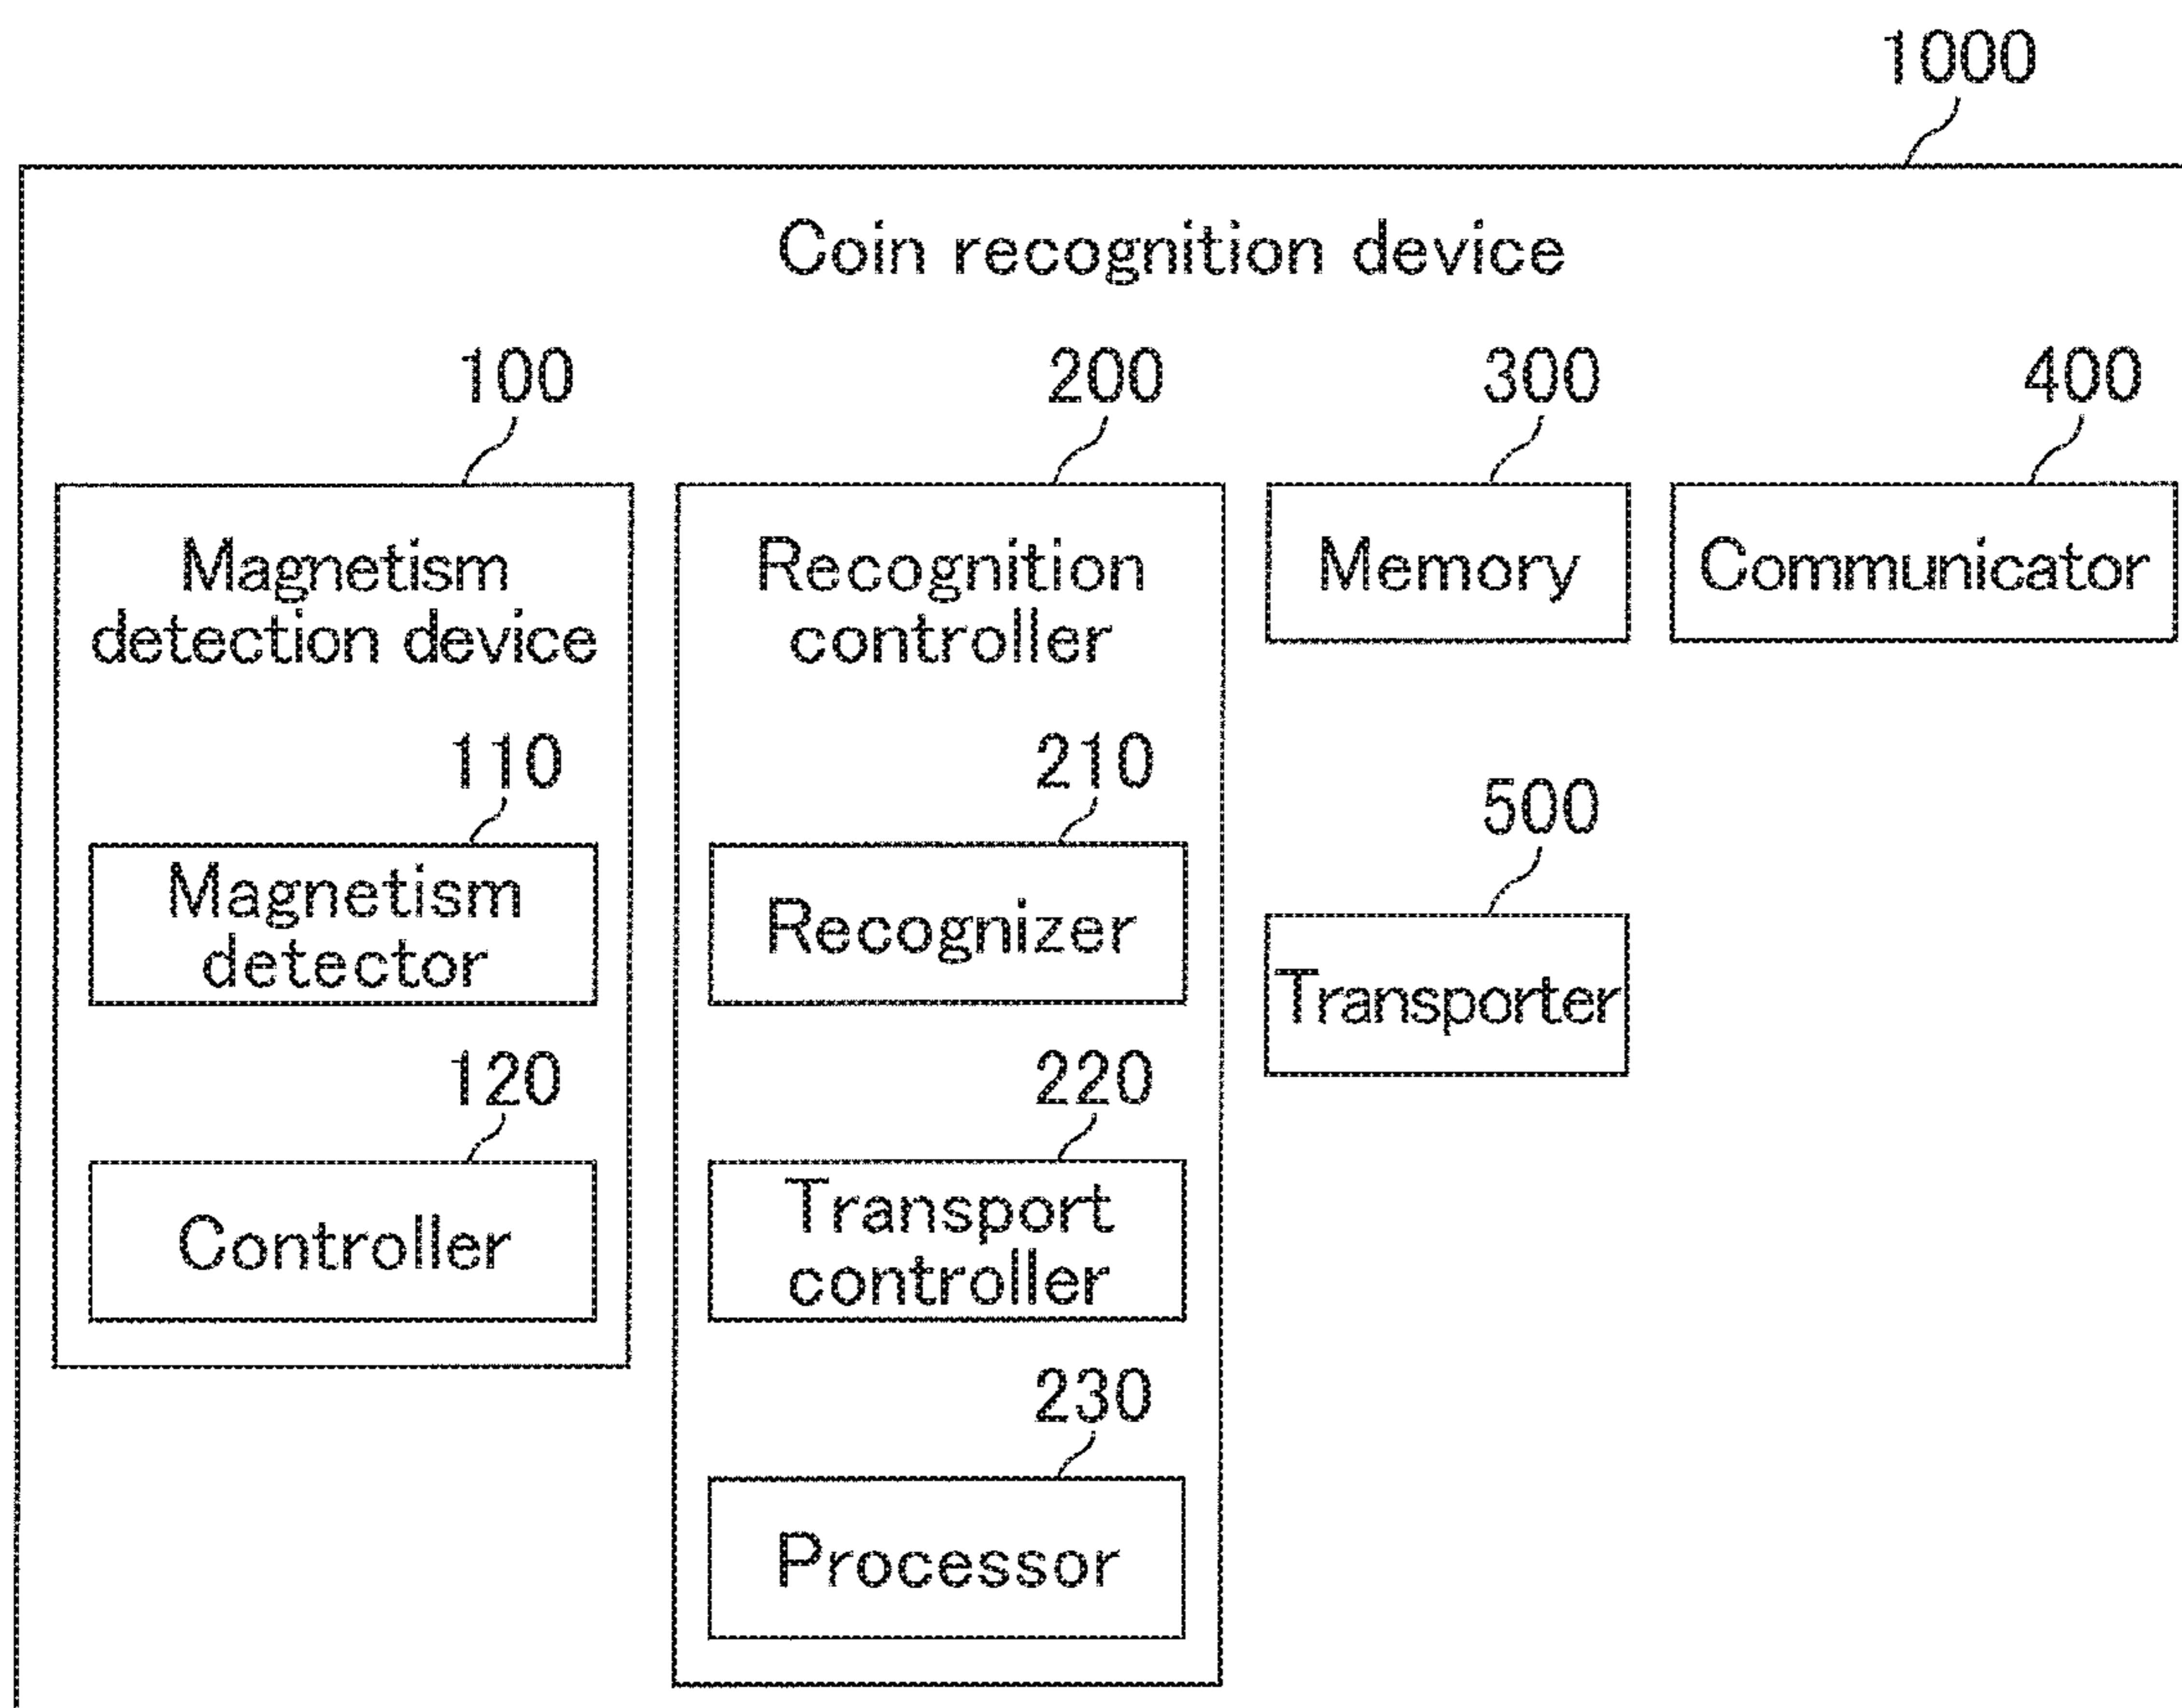 1000
Coin recognition device
100
200
300
400
Magnetism
detection device
Recognition
controller
Memory
Communicator
110
210
500
Magnetism
detector
Recognizer
Transporter
120
220
Controller
Transport
controller
230
Processor